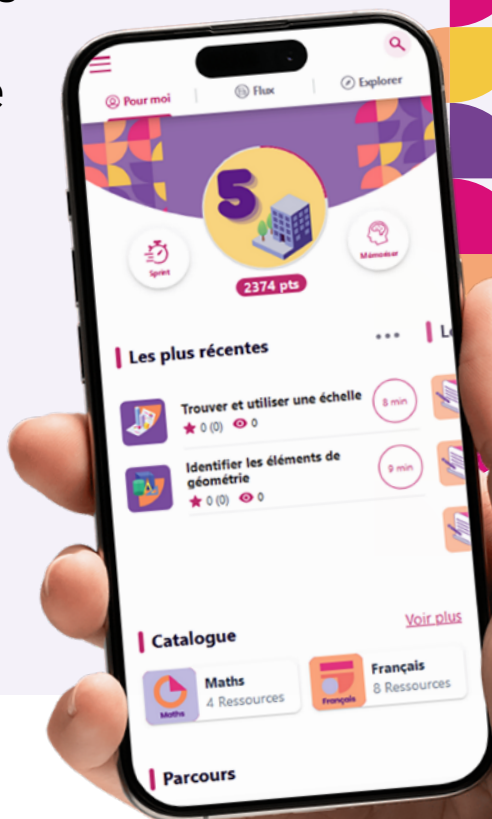 Pour moi
Flux
Explorer
5
Sprint
Mémoriser
2374 pts
Les plus récentes
Trouver et utiliser une échelle
0 (0) 0
8 min
Identifier les éléments de
géométrie
0 (0) 0
9 min
Catalogue
Voir plus
Maths
Maths
4 Ressources
Français
Français
8 Ressources
Parcours